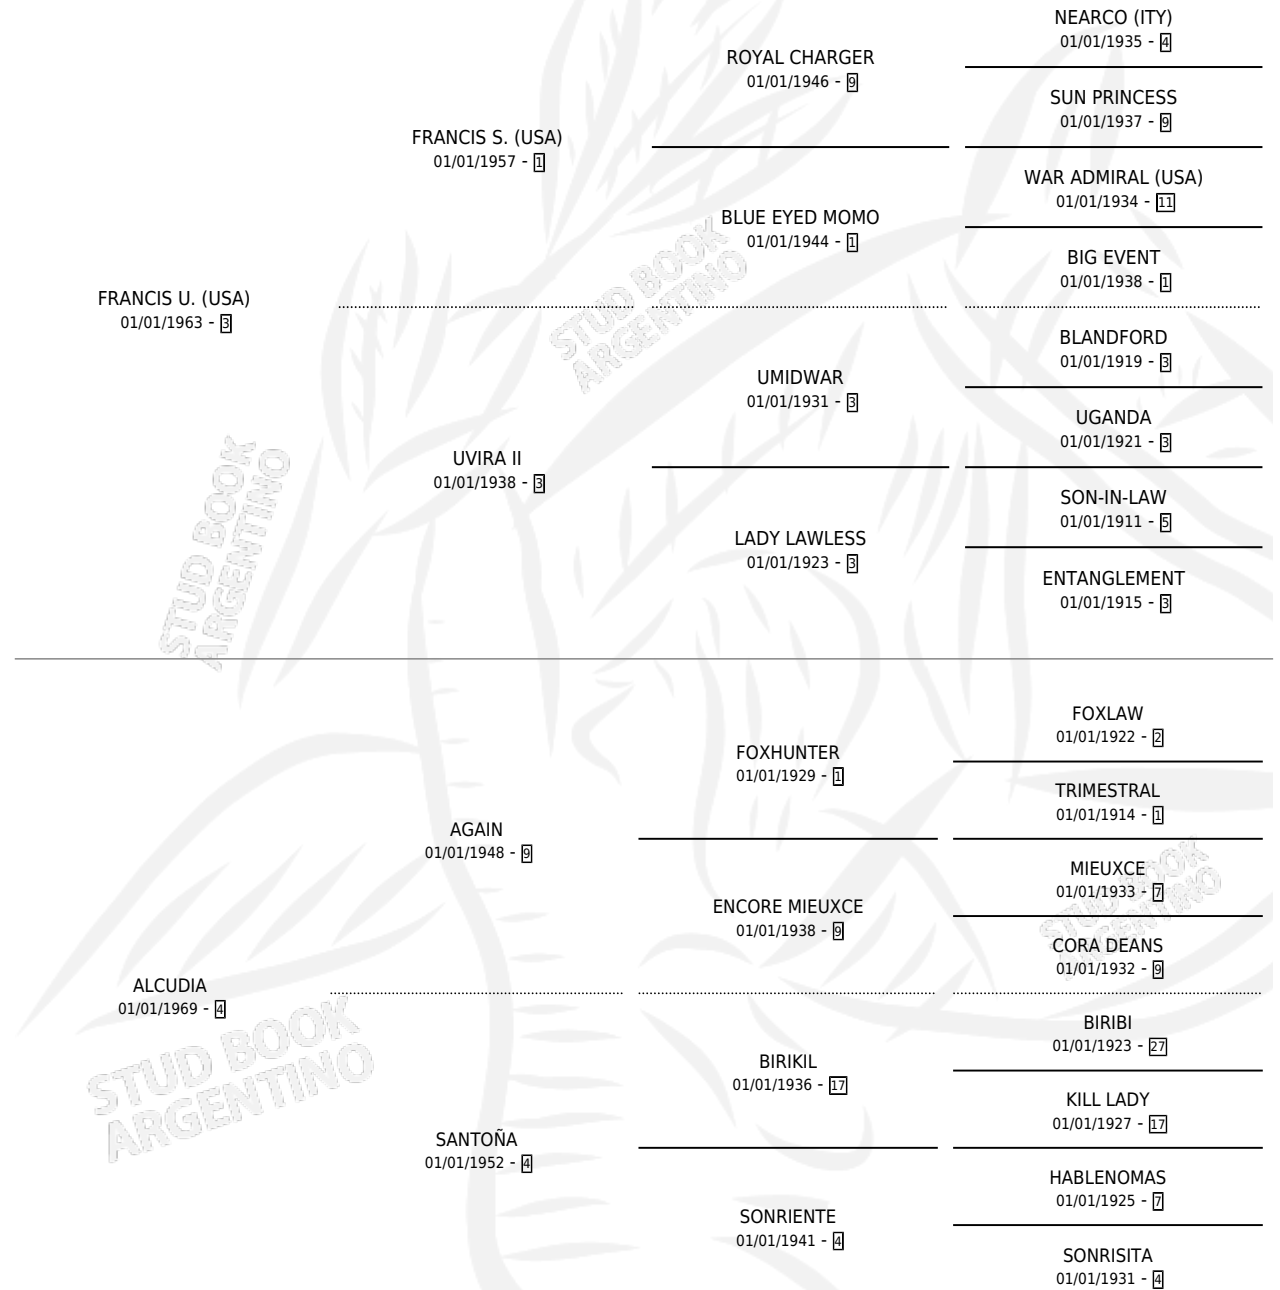 NEARCO (ITY)
01/01/1935 - 4
ROYAL CHARGER
01/01/1946 - 9
SUN PRINCESS
01/01/1937 - 9
FRANCIS S. (USA)
01/01/1957 - 1
WAR ADMIRAL (USA)
01/01/1934 - 11
BLUE EYED MOMO
01/01/1944 - 1
BIG EVENT
01/01/1938 - 1
FRANCIS U. (USA)
01/01/1963 - 3
BLANDFORD
01/01/1919 - 3
UMIDWAR
01/01/1931 - 3
UGANDA
01/01/1921 - 3
UVIRA II
01/01/1938 - 3
SON-IN-LAW
01/01/1911 - 5
LADY LAWLESS
01/01/1923 - 3
ENTANGLEMENT
01/01/1915 - 3
FOXLAW
01/01/1922 - 2
FOXHUNTER
01/01/1929 - 1
TRIMESTRAL
01/01/1914 - 1
AGAIN
01/01/1948 - 9
MIEUXCE
01/01/1933 - 7
ENCORE MIEUXCE
01/01/1938 - 9
CORA DEANS
01/01/1932 - 9
ALCUDIA
01/01/1969 - 4
BIRIBI
01/01/1923 - 27
BIRIKIL
01/01/1936 - 17
KILL LADY
01/01/1927 - 17
SANTOÑA
01/01/1952 - 4
HABLENOMAS
01/01/1925 - 7
SONRIENTE
01/01/1941 - 4
SONRISITA
01/01/1931 - 4
STUD BOOK
ARGENTINO
STUD BOOK
ARGENTINO
STUD BOOK
ARGENTINO
STUD BOOK
ARGENTINO